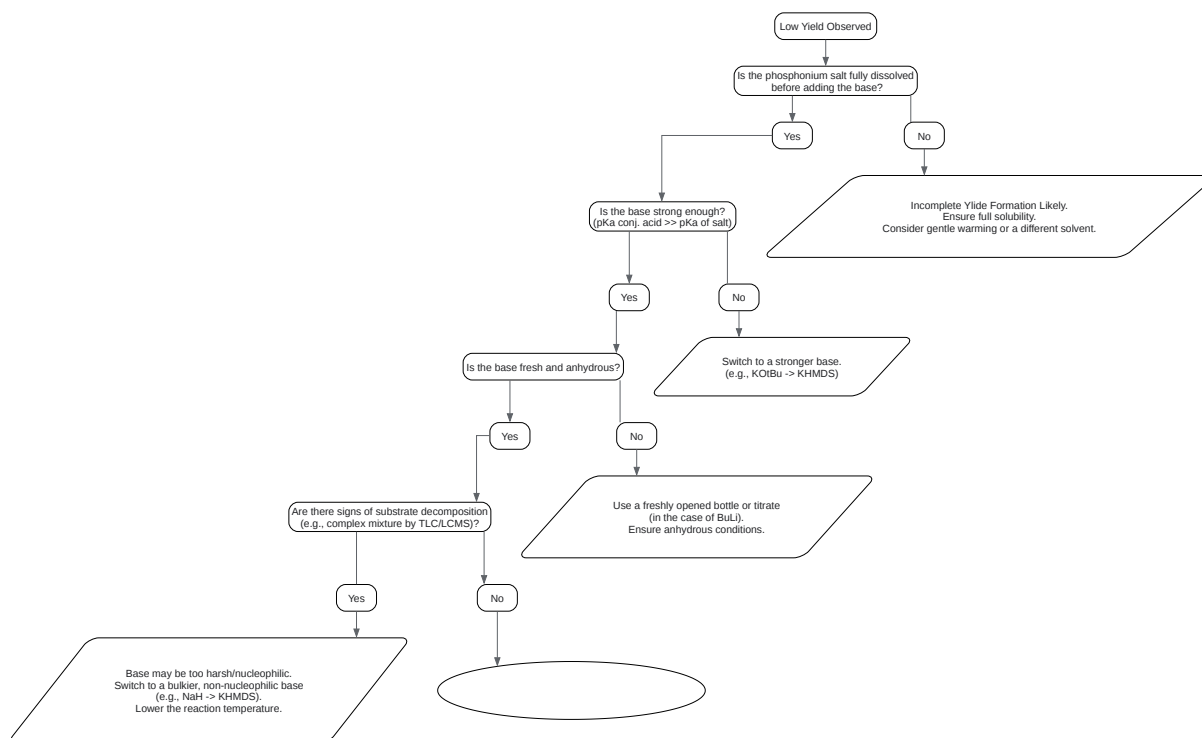 Low Yield Observed
Is the phosphonium salt fully dissolved
before adding the base?
Yes
No
Incomplete Ylide Formation Likely.
Ensure full solubility.
Consider gentle warming or a different solvent.
Is the base strong enough?
(pKa conj. acid >> pKa of salt)
Yes
No
Switch to a stronger base.
(e.g., KOtBu -> KHMDS)
Is the base fresh and anhydrous?
Yes
No
Use a freshly opened bottle or titrate
(in the case of BuLi).
Ensure anhydrous conditions.
Are there signs of substrate decomposition
(e.g., complex mixture by TLC/LCMS)?
Yes
No
Base may be too harsh/nucleophilic.
Switch to a bulkier, non-nucleophilic base
(e.g., NaH -> KHMDS).
Lower the reaction temperature.